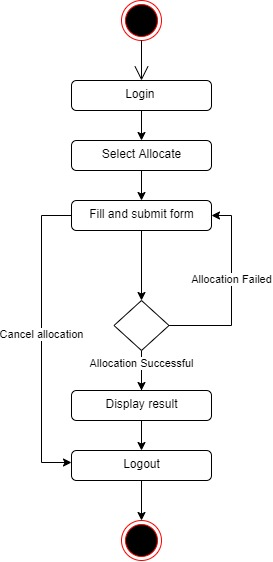 Login
Select Allocate
Fill and submit form
Allocation Failed
Cancel allocation
Allocation Successful
Display result
Logout